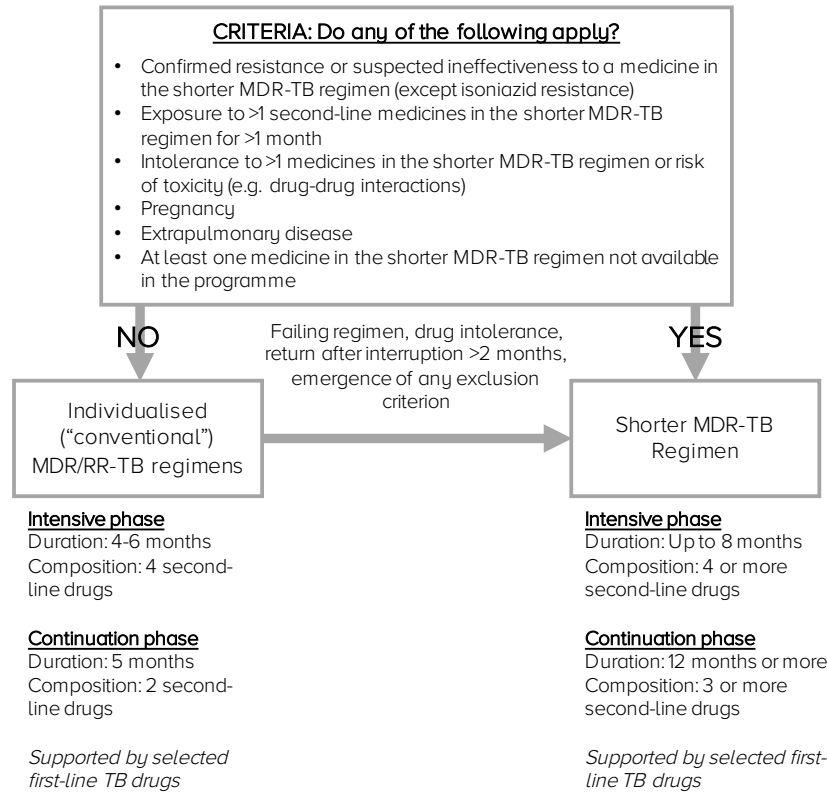 CRITERIA: Do any of the following apply?
• Confirmed resistance or suspected ineffectiveness to a medicine in
the shorter MDR-TB regimen (except isoniazid resistance)
• Exposure to >1 second-line medicines in the shorter MDR-TB
regimen for >1 month
• Intolerance to >1 medicines in the shorter MDR-TB regimen or risk
of toxicity (e.g. drug-drug interactions)
• Pregnancy
• Extrapulmonary disease
• At least one medicine in the shorter MDR-TB regimen not available
in the programme
NO
Failing regimen, drug intolerance,
return after interruption >2 months,
emergence of any exclusion
criterion
YES
Individualised
(“conventional”)
MDR/RR-TB regimens
Shorter MDR-TB
Regimen
Intensive phase
Duration: 4-6 months
Composition: 4 second-
line drugs
Continuation phase
Duration: 5 months
Composition: 2 second-
line drugs
Supported by selected
first-line TB drugs
Intensive phase
Duration: Up to 8 months
Composition: 4 or more
second-line drugs
Continuation phase
Duration: 12 months or more
Composition: 3 or more
second-line drugs
Supported by selected first-
line TB drugs